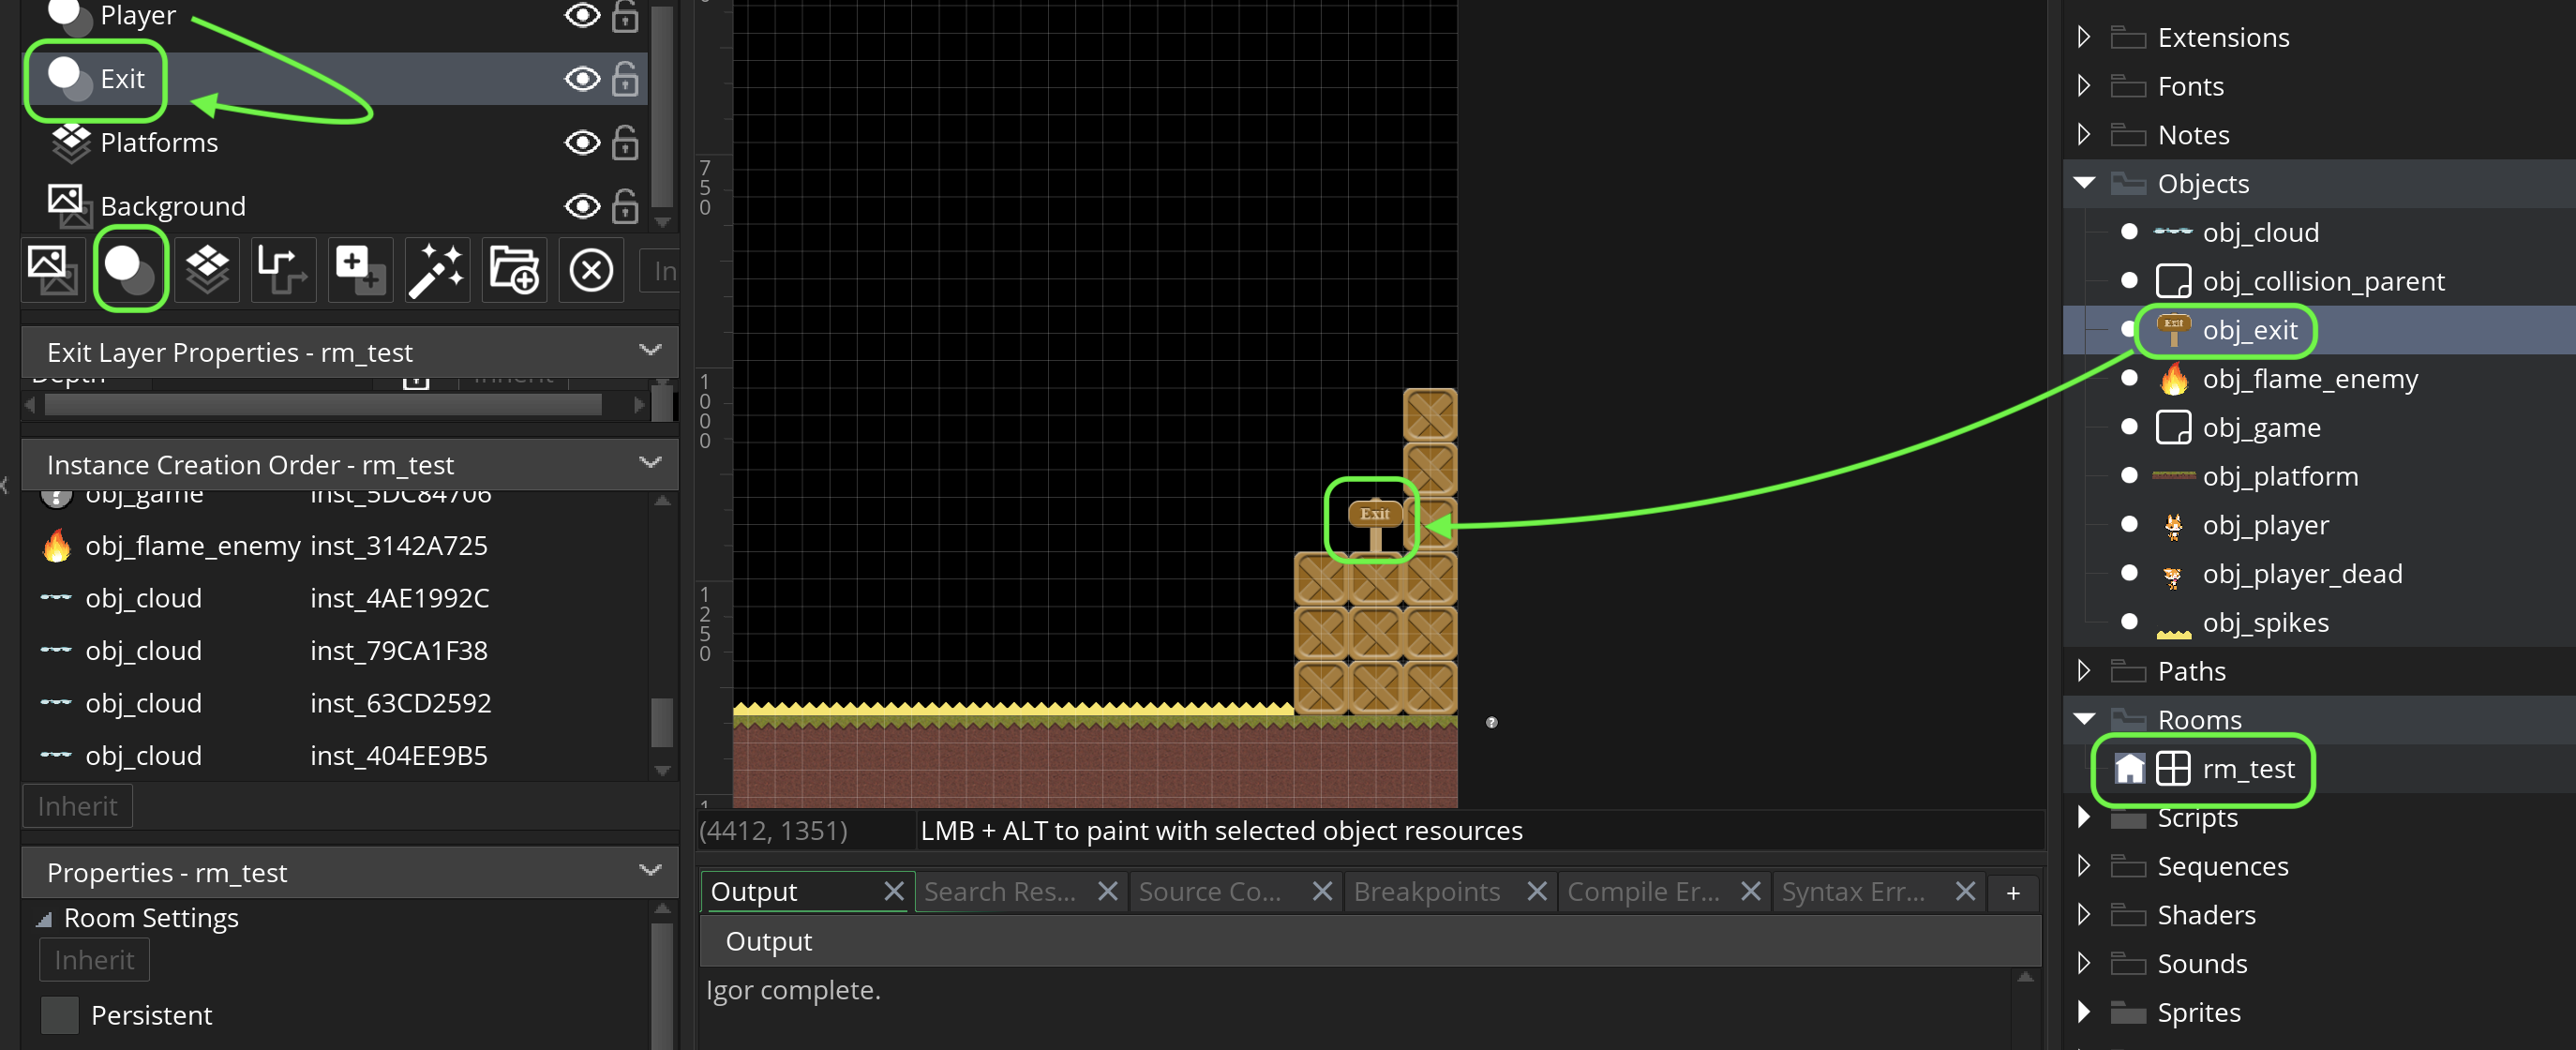 Player
Exit
Platforms
Background
In
Exit Layer Properties - rm_test
Depth
Inherit
Instance Creation Order - rm_test
obj_game inst_5DC84706
obj_flame_enemy inst_3142A725
obj_cloud inst_4AE1992C
obj_cloud inst_79CA1F38
obj_cloud inst_63CD2592
obj_cloud inst_404EE9B5
Inherit
Properties - rm_test
Room Settings
Inherit
Persistent
750
1000
1250
1
Exit
(4412, 1351) LMB + ALT to paint with selected object resources
Output Search Res... Source Co... Breakpoints Compile Er... Syntax Err... +
Output
Igor complete.
Extensions
Fonts
Notes
Objects
obj_cloud
obj_collision_parent
Exit obj_exit
obj_flame_enemy
obj_game
obj_platform
obj_player
obj_player_dead
obj_spikes
Paths
Rooms
rm_test
Scripts
Sequences
Shaders
Sounds
Sprites